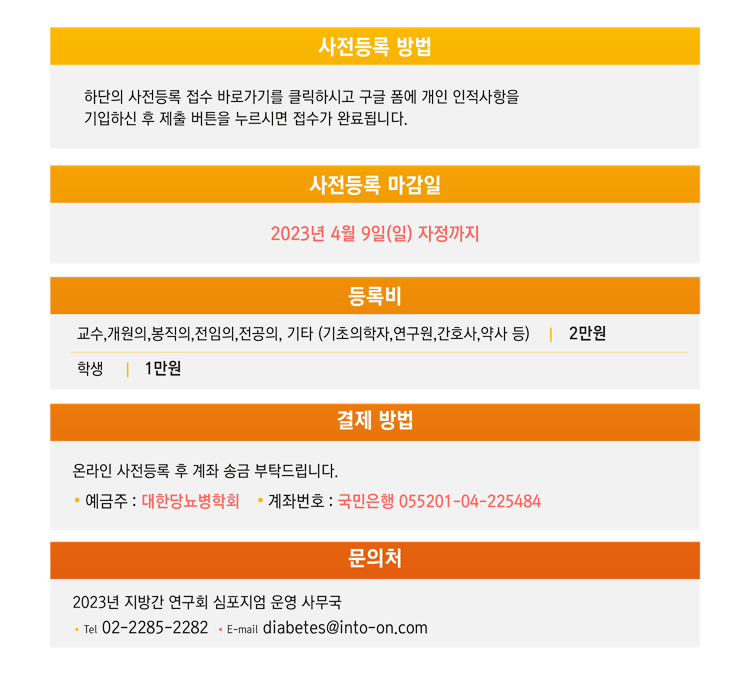 사전등록 방법
하단의 사전등록 접수 바로가기를 클릭하시고 구글 폼에 개인 인적사항을
기입하신 후 제출 버튼을 누르시면 접수가 완료됩니다.
사전등록 마감일
2023년 4월 9일(일) 자정까지
등록비
교수,개원의,봉직의,전임의,전공의, 기타 (기초의학자,연구원,간호사,약사 등) | 2만원
학생 | 1만원
결제 방법
온라인 사전등록 후 계좌 송금 부탁드립니다.
• 예금주 : 대한당뇨병학회 • 계좌번호 : 국민은행 055201-04-225484
문의처
2023년 지방간 연구회 심포지엄 운영 사무국
• Tel 02-2285-2282 • E-mail diabetes@into-on.com